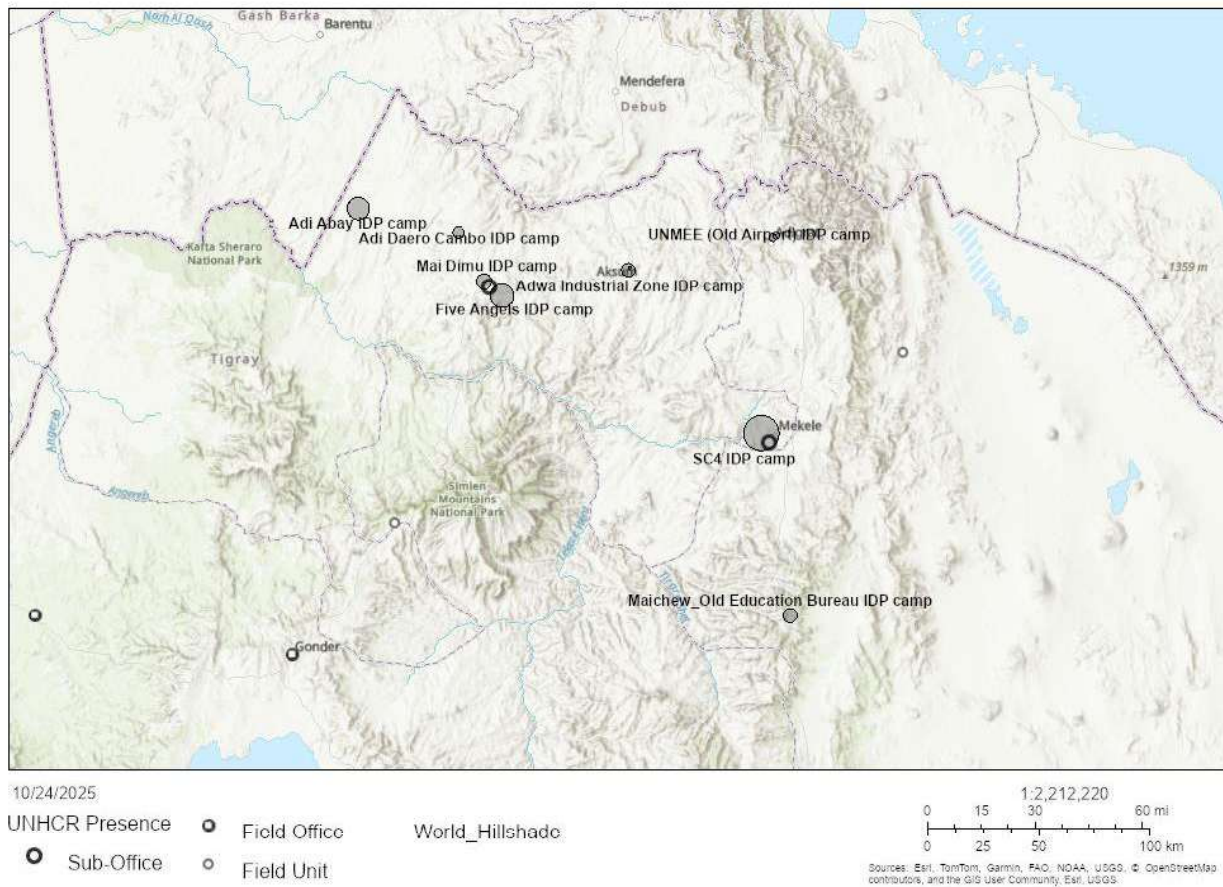 Nahr Al Qash
Gash Barka
Barentu
Mendefera
Debub
Adi Abay IDP camp
Adi Daero Cambo IDP camp
UNMEE (Old Airport) IDP camp
Kafta Sheraro
National Park
Mai Dimu IDP camp
Aksum
Adwa Industrial Zone IDP camp
1359 m
Five Angels IDP camp
Tigray
Angereb
Mekele
SC4 IDP camp
Simien
Mountains
National Park
Angereb
Maichew_Old Education Bureau IDP camp
Gonder
10/24/2025
UNHCR Presence
Field Office
World_Hillshade
Sub-Office
Field Unit
1:2,212,220
0 15 30 60 mi
0 25 50 100 km
Sources: Esri, TomTom, Garmin, FAO, NOAA, USGS, © OpenStreetMap
contributors, and the GIS User Community, Esri, USGS